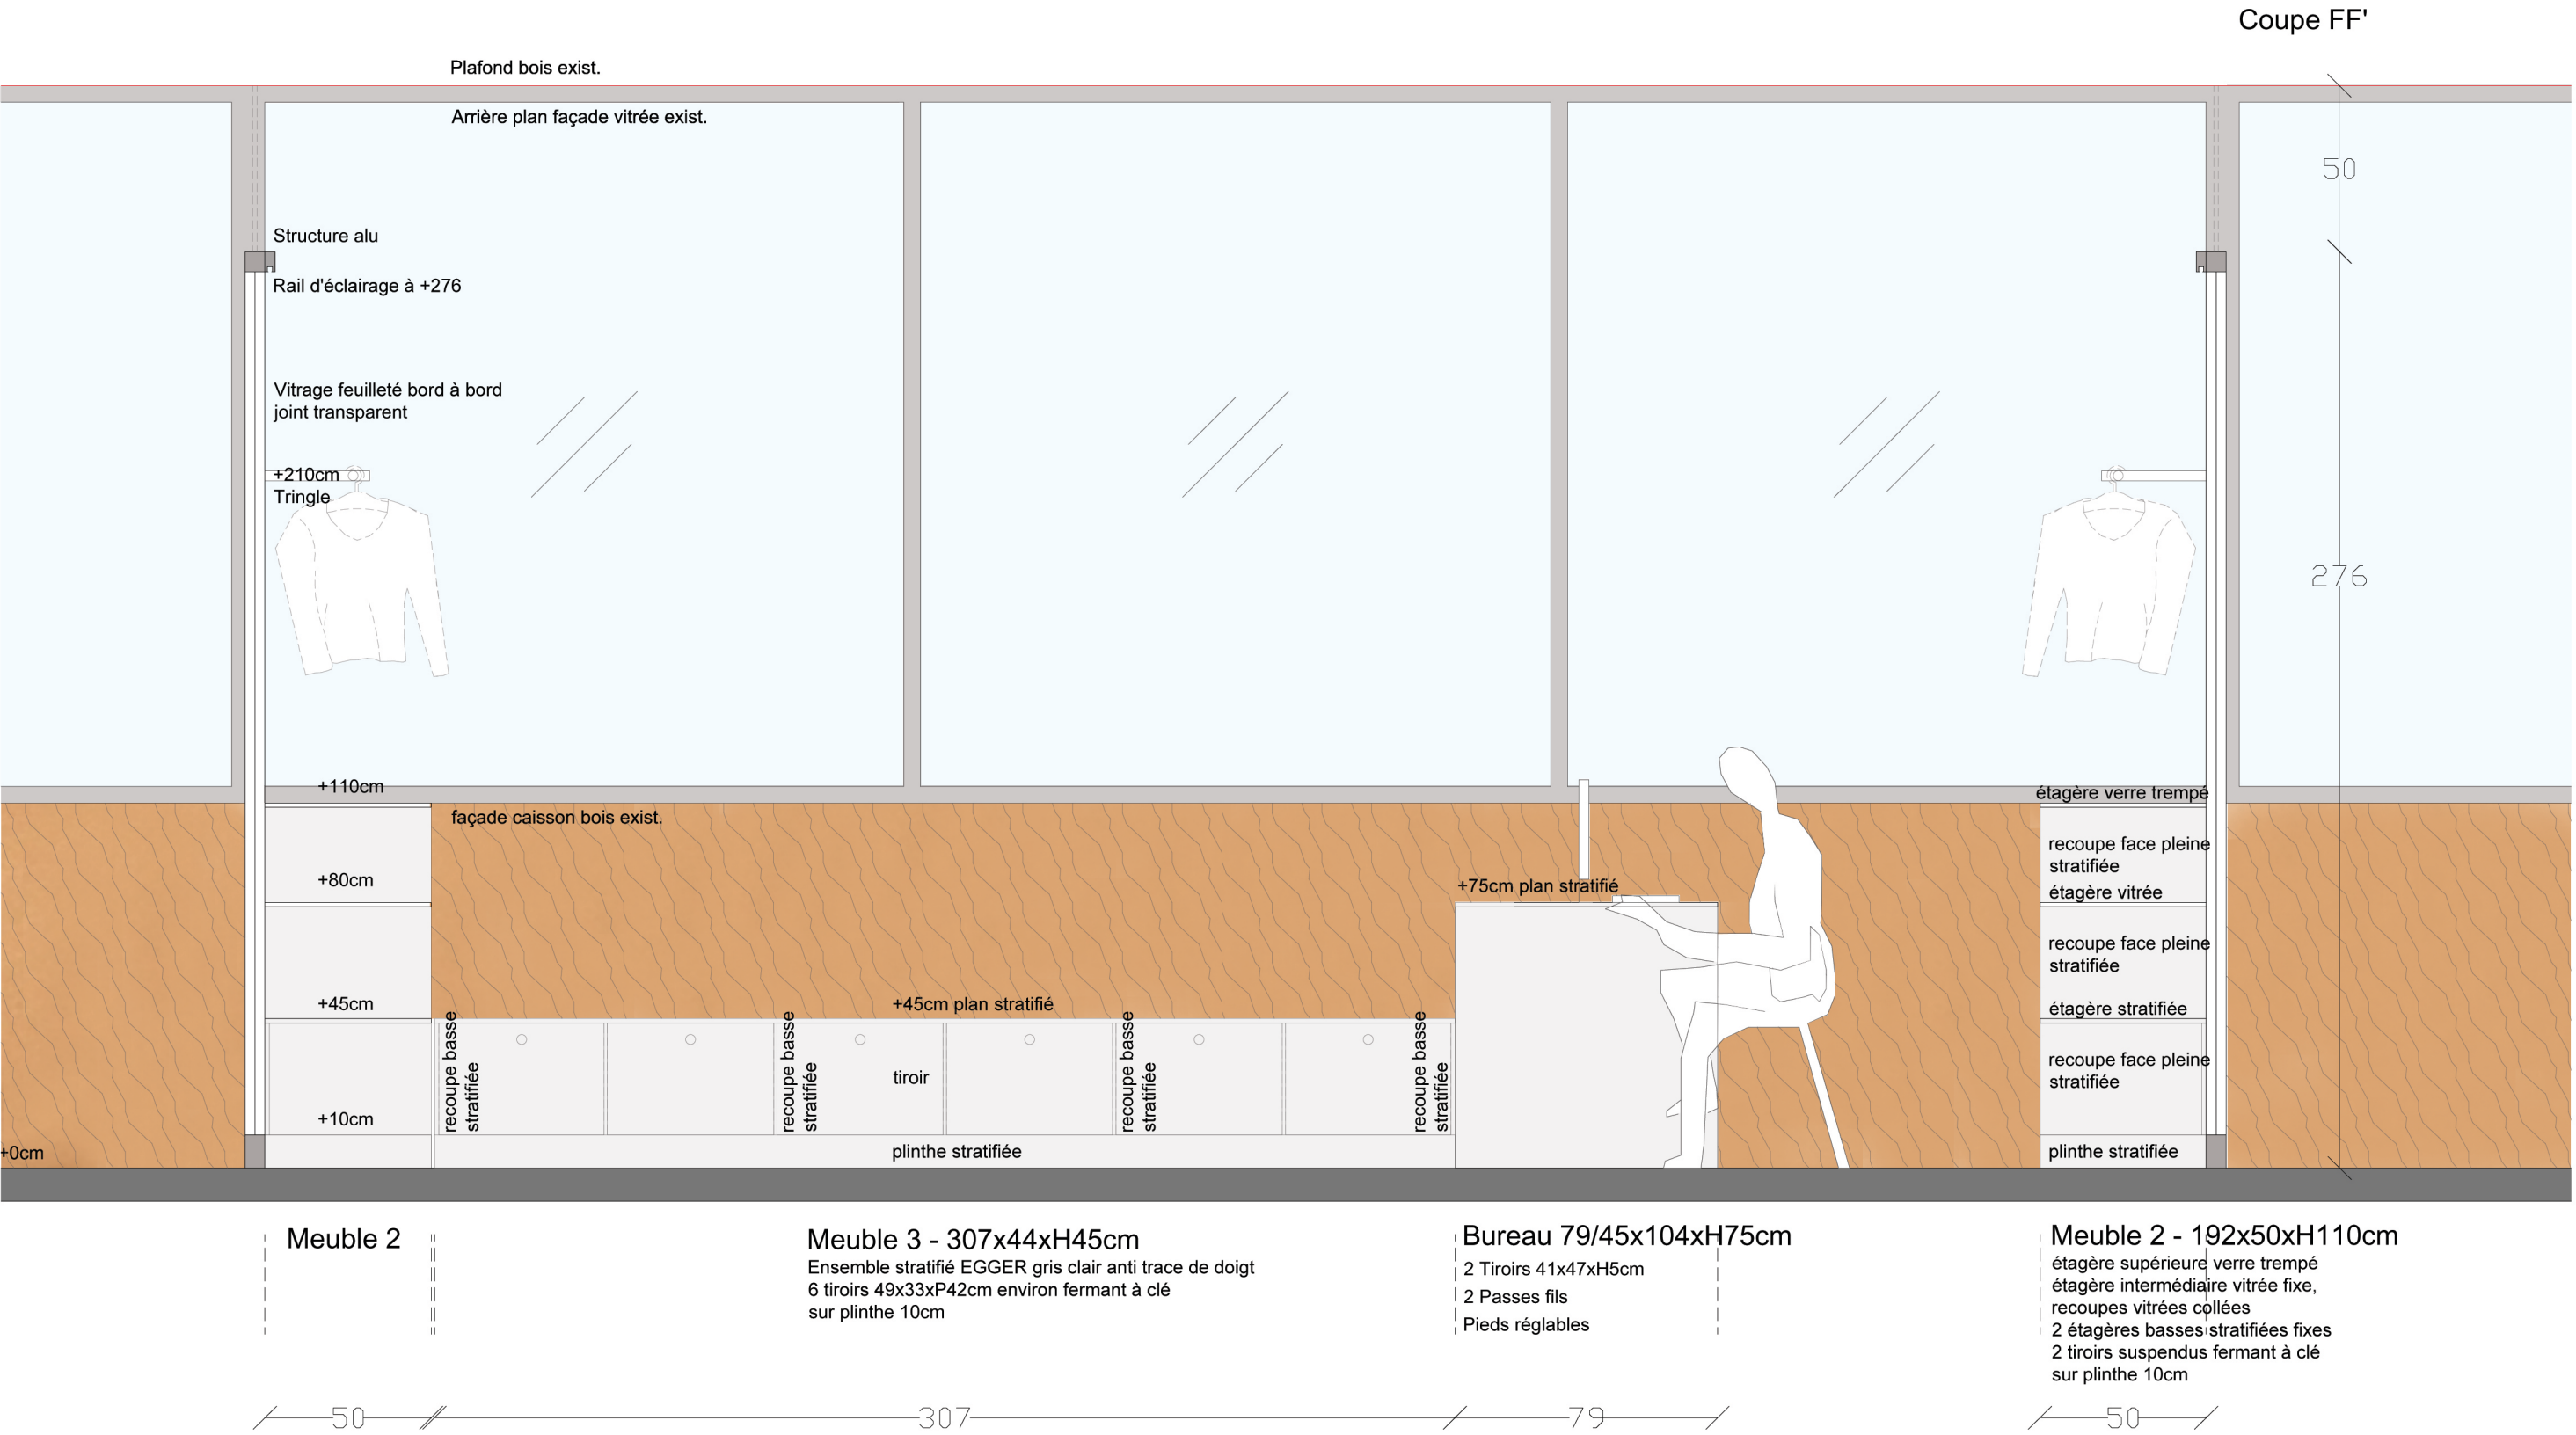 Coupe FF'
Plafond bois exist.
Arrière plan façade vitrée exist.
50
Structure alu
Rail d'éclairage à +276
Vitrage feuilleté bord à bord
joint transparent
+210cm
Tringle
276
+110cm
étagère verre trempé
façade caisson bois exist.
recoupe face pleine
stratifiée
+80cm
+75cm plan stratifié
étagère vitrée
recoupe face pleine
stratifiée
+45cm
+45cm plan stratifié
étagère stratifiée
recoupe basse
stratifiée
recoupe basse
stratifiée
tiroir
recoupe basse
stratifiée
recoupe basse
stratifiée
recoupe face pleine
stratifiée
+10cm
+0cm
plinthe stratifiée
plinthe stratifiée
Meuble 2
Meuble 3 - 307x44xH45cm
Ensemble stratifié EGGER gris clair anti trace de doigt
6 tiroirs 49x33xP42cm environ fermant à clé
sur plinthe 10cm
Bureau 79/45x104xH75cm
2 Tiroirs 41x47xH5cm
2 Passes fils
Pieds réglables
Meuble 2 - 192x50xH110cm
étagère supérieure verre trempé
étagère intermédiaire vitrée fixe,
recoupes vitrées collées
2 étagères basses stratifiées fixes
2 tiroirs suspendus fermant à clé
sur plinthe 10cm
50
307
79
50